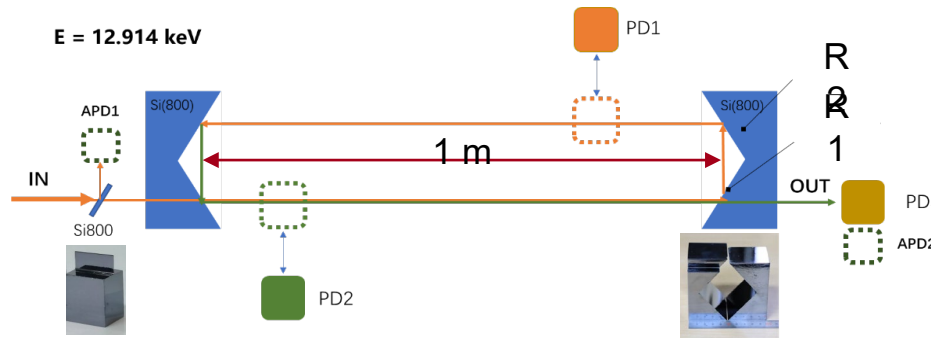 E = 12.914 keV
PD1
R
2
R
1
Si(800)
Si(800)
APD1
1 m
IN
OUT
Si800
PD
APD2
PD2